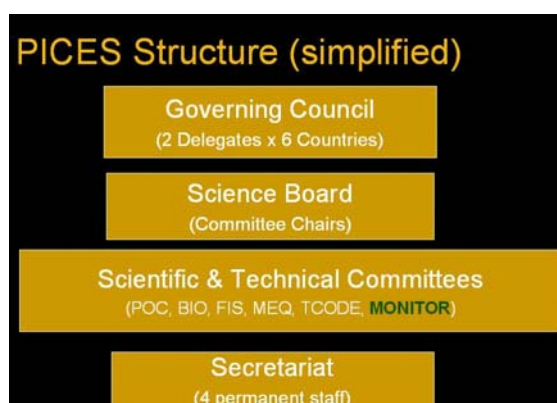 PICES Structure (simplified)
Governing Council
(2 Delegates x 6 Countries)
Science Board
(Committee Chairs)
Scientific & Technical Committees
(POC, BIO, FIS, MEQ, TCODE, MONITOR)
Secretariat
(4 permanent staff)